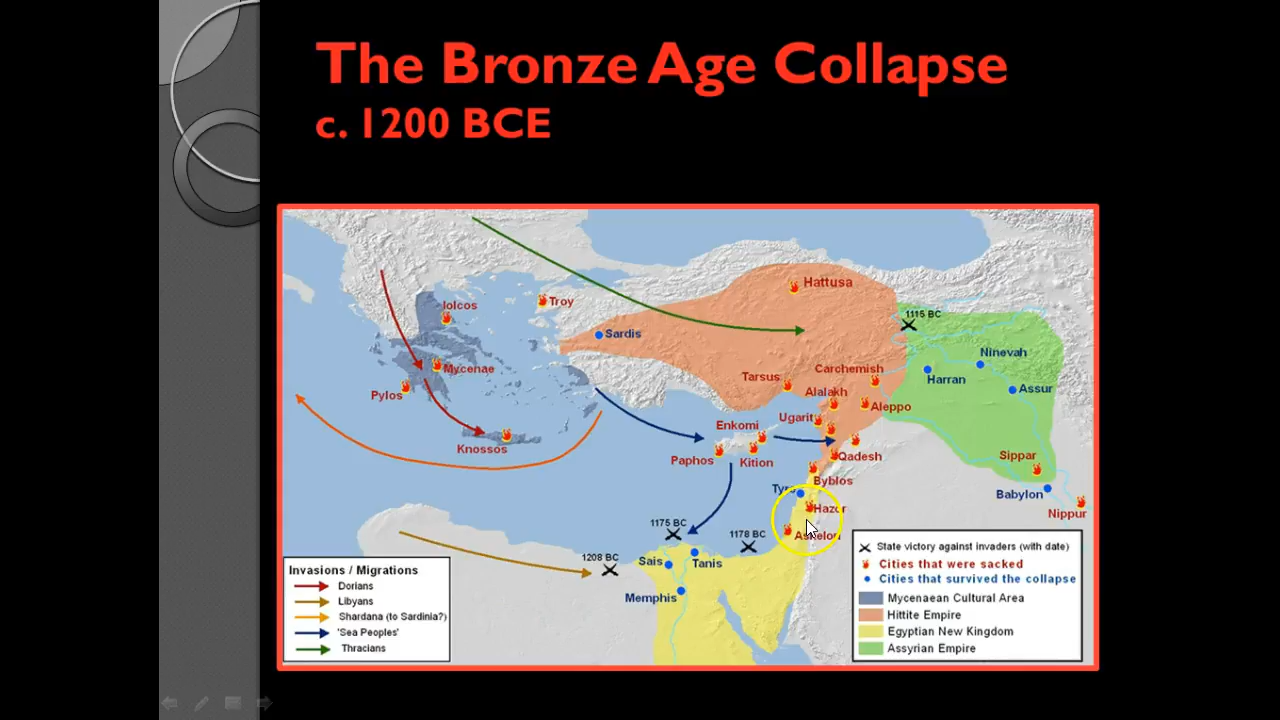 The Bronze Age Collapse
c. 1200 BCE
Hattusa
Iolcos
Troy
1115 BC
Sardis
Ninevah
Mycenae
Carchemish
Harran
Tarsus
Assur
Pylos
Alalakh
Aleppo
Ugarit
Enkomi
Knossos
Paphos
Kition
Qadesh
Sippar
Byblos
Tyre
Babylon
Hazor
Nippur
1175 BC
1178 BC
Askelon
1208 BC
Sais
Tanis
Memphis
Invasions / Migrations
Dorians
Libyans
Shardana (to Sardinia?)
'Sea Peoples'
Thracians
State victory against invaders (with date)
Cities that were sacked
Cities that survived the collapse
Mycenaean Cultural Area
Hittite Empire
Egyptian New Kingdom
Assyrian Empire